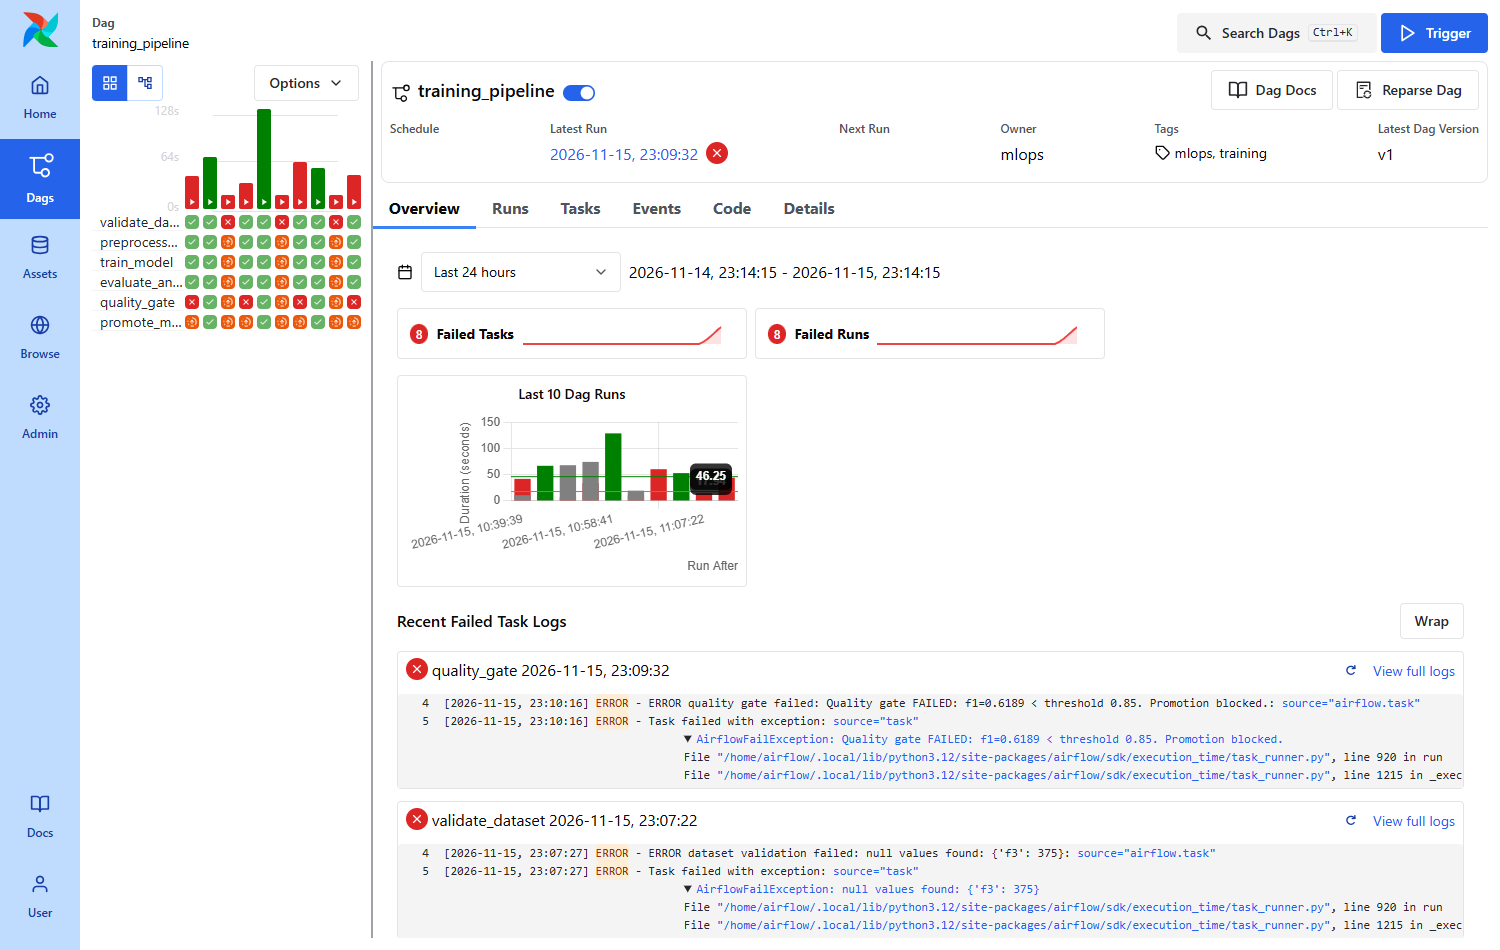 Dag
training_pipeline
Search Dags Ctrl+K
Trigger
Home
Dags
Assets
Browse
Admin
Docs
User
Options
128s
64s
0s
validate_da...
preprocess...
train_model
evaluate_an...
quality_gate
promote_m...
training_pipeline
Dag Docs
Reparse Dag
Schedule
Latest Run
2026-11-15, 23:09:32
Next Run
Owner
mlops
Tags
mlops, training
Latest Dag Version
v1
Overview
Runs
Tasks
Events
Code
Details
Last 24 hours
2026-11-14, 23:14:15 - 2026-11-15, 23:14:15
8 Failed Tasks
8 Failed Runs
Last 10 Dag Runs
Duration (seconds)
150
100
50
0
46.25
2026-11-15, 10:39:39
2026-11-15, 10:58:41
2026-11-15, 11:07:22
Run After
Recent Failed Task Logs
Wrap
quality_gate 2026-11-15, 23:09:32
View full logs
4 [2026-11-15, 23:10:16] ERROR - ERROR quality gate failed: Quality gate FAILED: f1=0.6189 < threshold 0.85. Promotion blocked.: source="airflow.task"
5 [2026-11-15, 23:10:16] ERROR - Task failed with exception: source="task"
▼ AirflowFailException: Quality gate FAILED: f1=0.6189 < threshold 0.85. Promotion blocked.
File "/home/airflow/.local/lib/python3.12/site-packages/airflow/sdk/execution_time/task_runner.py", line 920 in run
File "/home/airflow/.local/lib/python3.12/site-packages/airflow/sdk/execution_time/task_runner.py", line 1215 in _exec
validate_dataset 2026-11-15, 23:07:22
View full logs
4 [2026-11-15, 23:07:27] ERROR - ERROR dataset validation failed: null values found: {'f3': 375}: source="airflow.task"
5 [2026-11-15, 23:07:27] ERROR - Task failed with exception: source="task"
▼ AirflowFailException: null values found: {'f3': 375}
File "/home/airflow/.local/lib/python3.12/site-packages/airflow/sdk/execution_time/task_runner.py", line 920 in run
File "/home/airflow/.local/lib/python3.12/site-packages/airflow/sdk/execution_time/task_runner.py", line 1215 in _exec